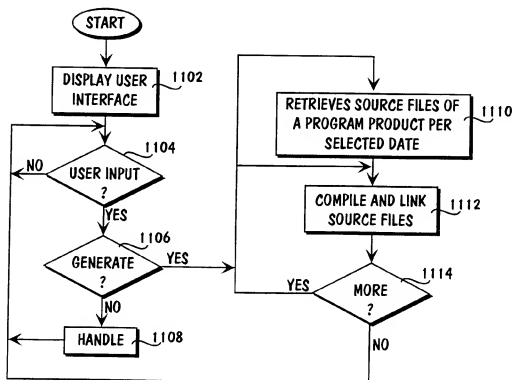 START
DISPLAY USER
INTERFACE
1102
1104
NO
USER INPUT
?
YES
1106
GENERATE
?
YES
NO
HANDLE
1108
RETRIEVES SOURCE FILES OF
A PROGRAM PRODUCT PER
SELECTED DATE
1110
COMPILE AND LINK
SOURCE FILES
1112
1114
YES
MORE
?
NO